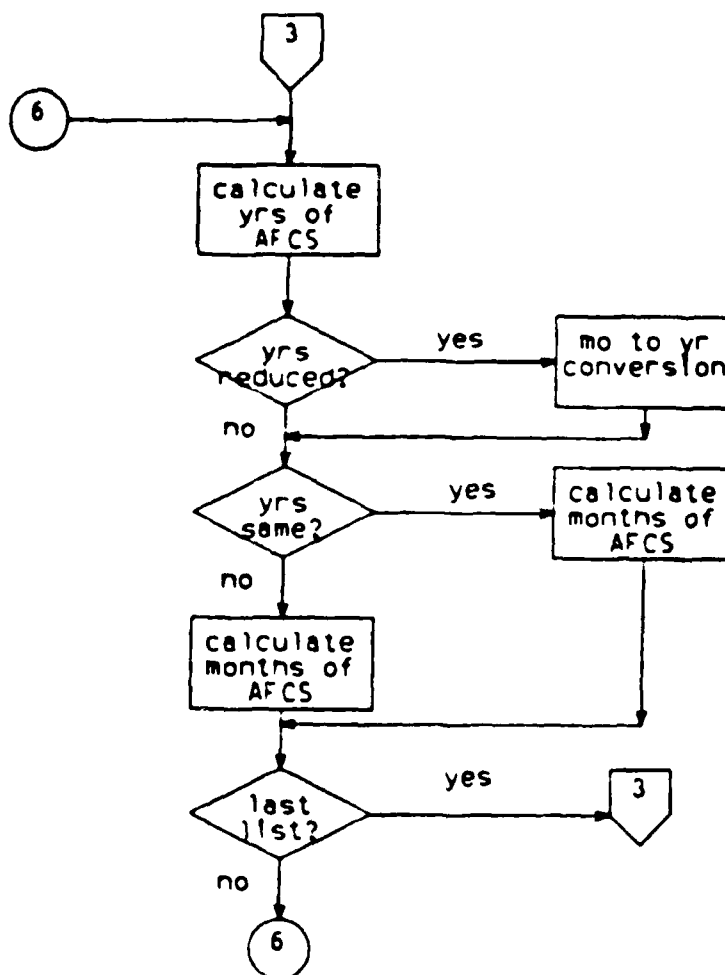 3
6
calculate
yrs of
AFCS
yrs
reduced?
yes
mo to yr
conversion
no
yrs
same?
yes
calculate
months of
AFCS
no
calculate
months of
AFCS
last
list?
yes
3
no
6